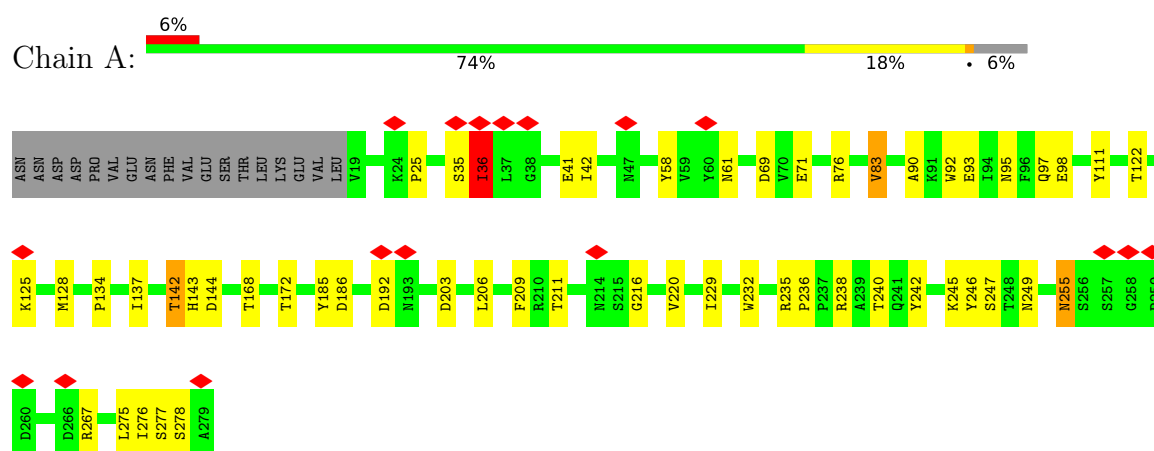 6%
Chain A:
74% 18% • 6%
ASN ASN ASP ASP PRO VAL GLU ASN PHE VAL GLU SER THR LEU LYS GLU VAL LEU V19 K24 P25 S35 I36 L37 G38 E41 I42 N47 Y58 V59 Y60 N61 D69 V70 E71 R76 V83 A90 K91 W92 E93 I94 N95 F96 Q97 E98 Y111 T122
K125 M128 P134 I137 T142 H143 D144 T168 T172 Y185 D186 D192 N193 D203 L206 F209 R210 T211 N214 S215 G216 V220 I229 W232 R235 P236 P237 R238 A239 T240 Q241 Y242 K245 Y246 S247 T248 N249 N255 S256 S257 G258
D260 D266 R267 L275 I276 S277 S278 A279